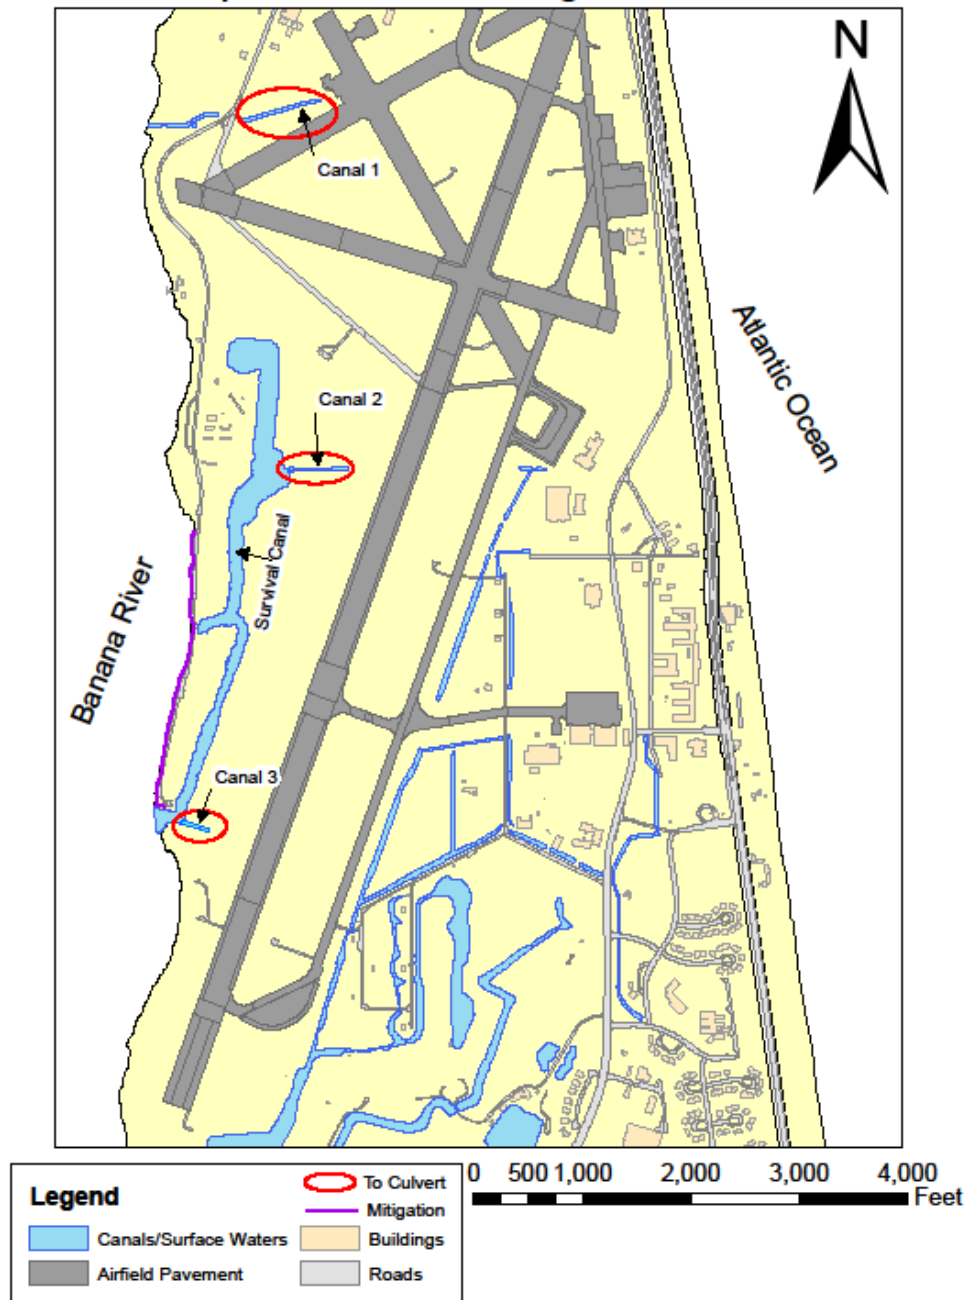 N
Canal 1
Atlantic Ocean
Canal 2
Survival Canal
Banana River
Canal 3
0 500 1,000 2,000 3,000 4,000
Feet
Legend
To Culvert
Mitigation
Canals/Surface Waters
Buildings
Airfield Pavement
Roads